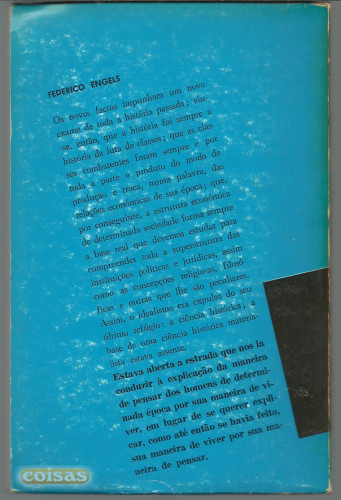 FEDERICO ENGELS
Os novos factos impunham um novo
exame de toda a história passada; viu-
se, então, que a história foi sempre a
história da luta de classes; que as clas-
ses combatentes foram sempre e por
toda a parte o produto do modo de
produção e troca, numa palavra, das
relações económicas de sua época; que,
por conseguinte, a estrutura económica
de determinada sociedade forma sempre
a base real que devemos estudar para
compreender toda a superstrutura das
instituições políticas e jurídicas, assim
como as concepções religiosas, filosó-
ficas e outras que lhe são peculiares.
Assim, o idealismo era expulso do seu
último refúgio: a ciência histórica; a
base de uma ciência histórica materia-
lista estava assente.
Estava aberta a estrada que nos ia
conduzir à explicação da maneira
de pensar dos homens de determi-
nada época por sua maneira de vi-
ver, em lugar de se querer expli-
car, como até então se havia feito,
sua maneira de viver por sua ma-
neira de pensar.
coisas